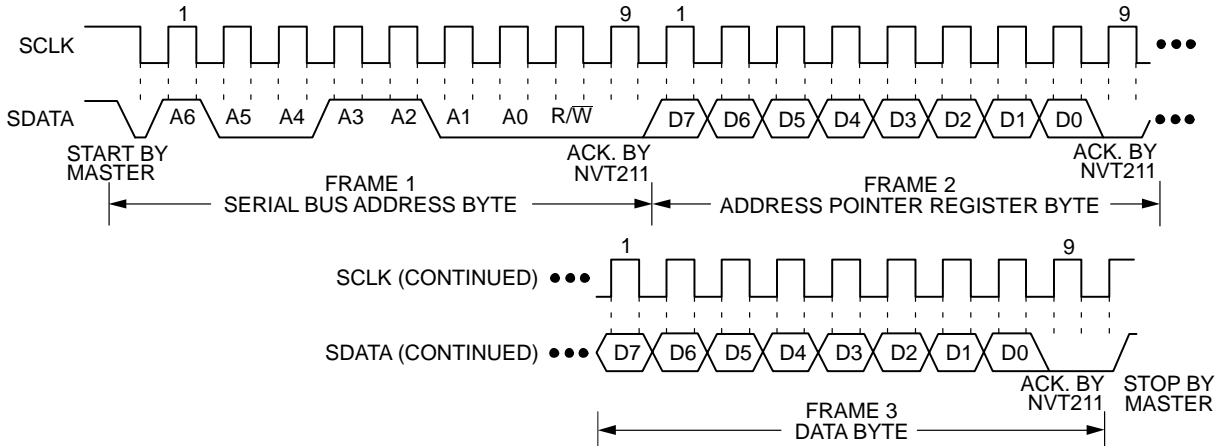 1 9 1 9
SCLK
SDATA A6 A5 A4 A3 A2 A1 A0 R/W̅ D7 D6 D5 D4 D3 D2 D1 D0
START BY
MASTER
ACK. BY
NVT211
ACK. BY
NVT211
FRAME 1
SERIAL BUS ADDRESS BYTE
FRAME 2
ADDRESS POINTER REGISTER BYTE
1 9
SCLK (CONTINUED)
SDATA (CONTINUED) D7 D6 D5 D4 D3 D2 D1 D0
ACK. BY
NVT211
STOP BY
MASTER
FRAME 3
DATA BYTE